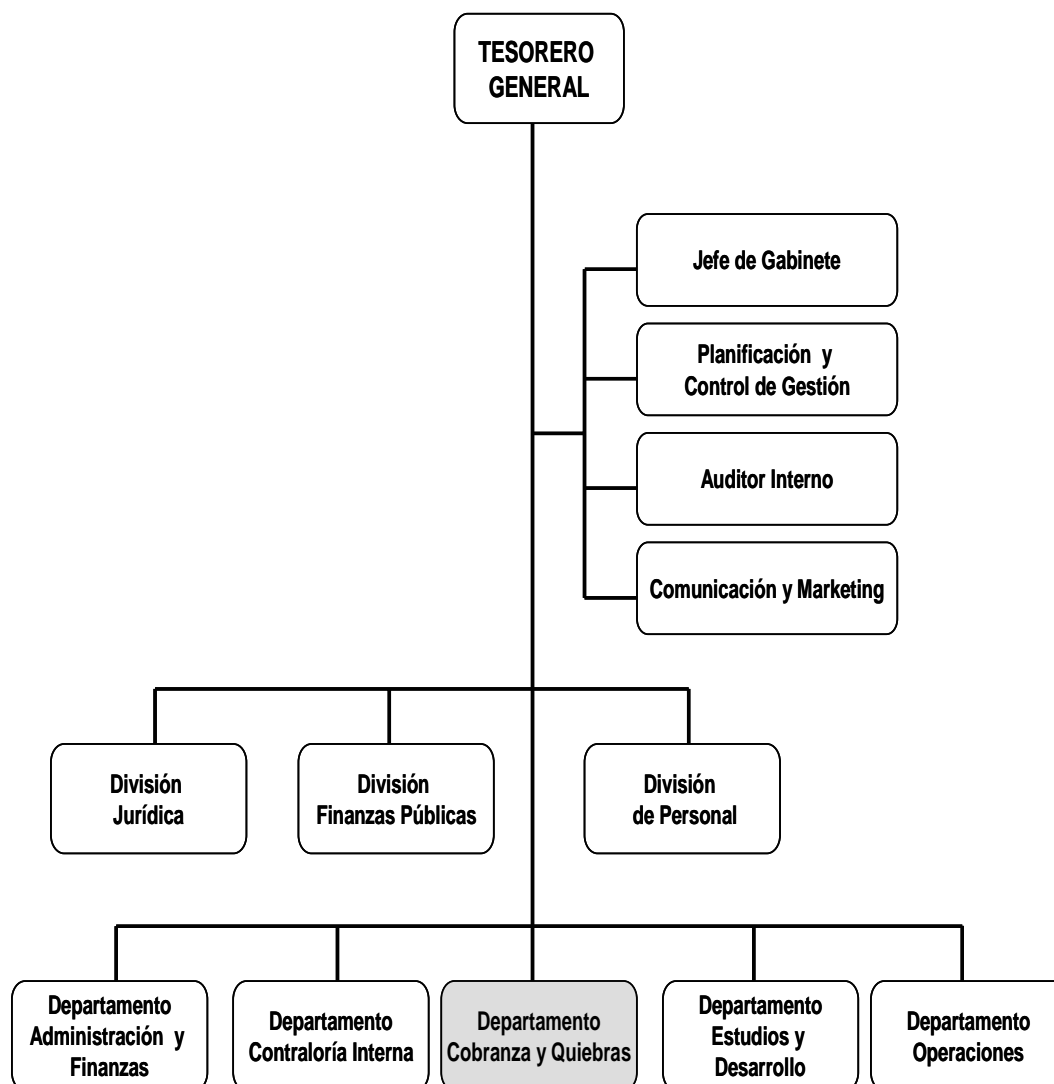 TESORERO
GENERAL
Jefe de Gabinete
Planificación y
Control de Gestión
Auditor Interno
Comunicación y Marketing
División
Jurídica
División
Finanzas Públicas
División
de Personal
Departamento
Administración y
Finanzas
Departamento
Contraloría Interna
Departamento
Cobranza y Quiebras
Departamento
Estudios y
Desarrollo
Departamento
Operaciones